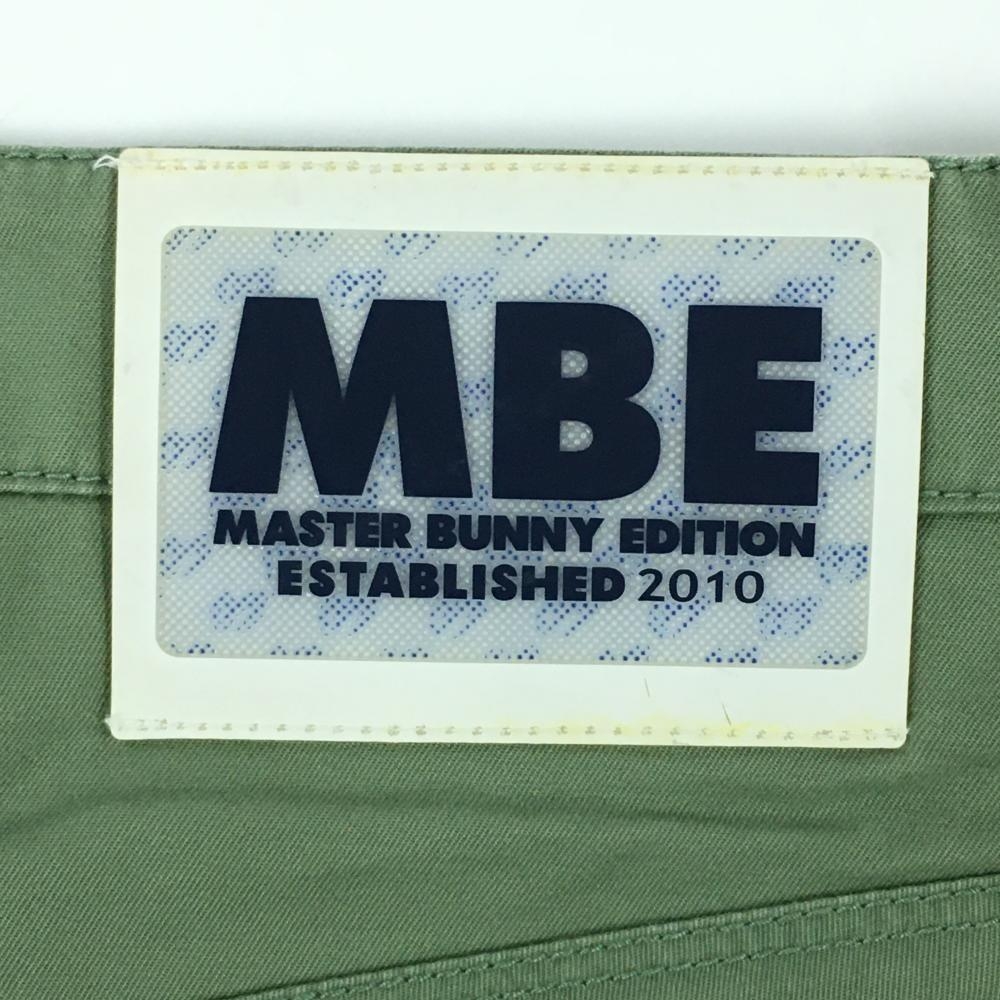 MBE
MASTER BUNNY EDITION
ESTABLISHED 2010